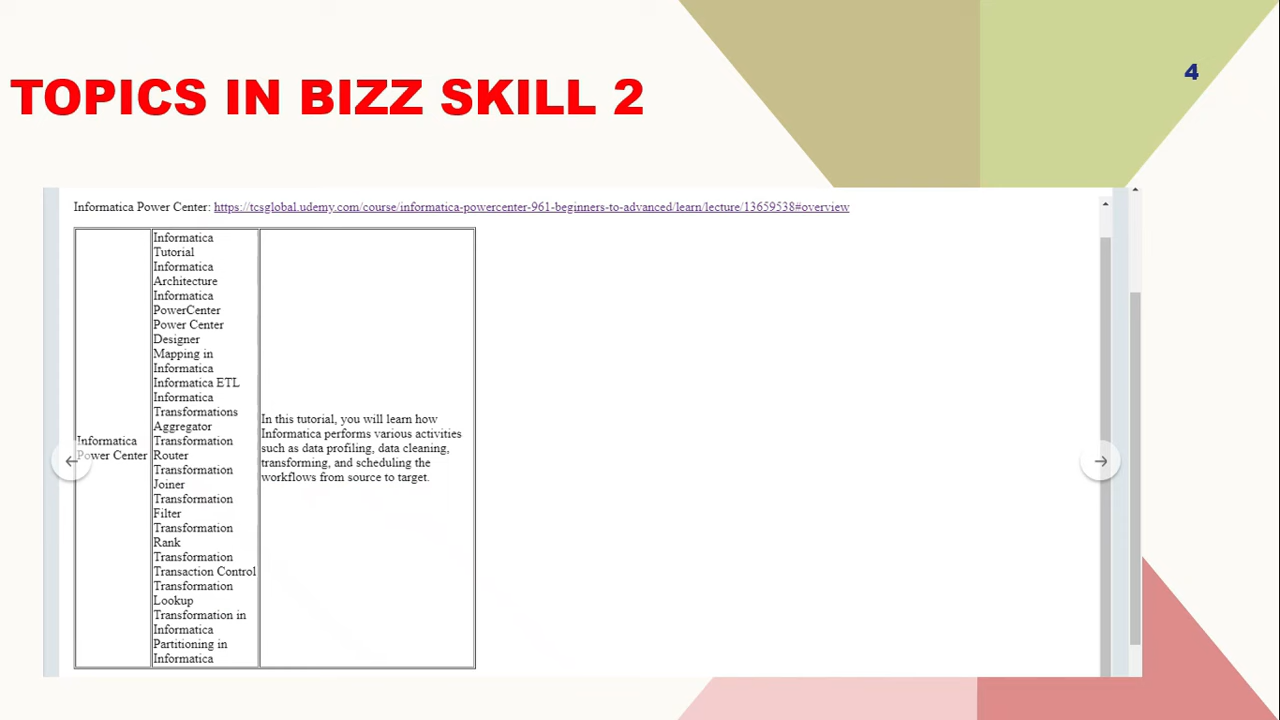 4
TOPICS IN BIZZ SKILL 2
Informatica Power Center: https://tcsglobal.udemy.com/course/informatica-powercenter-961-beginners-to-advanced/learn/lecture/13659538#overview
Informatica
Power Center
Informatica
Tutorial
Informatica
Architecture
Informatica
PowerCenter
Power Center
Designer
Mapping in
Informatica
Informatica ETL
Informatica
Transformations
Aggregator
Transformation
Router
Transformation
Joiner
Transformation
Filter
Transformation
Rank
Transformation
Transaction Control
Transformation
Lookup
Transformation in
Informatica
Partitioning in
Informatica
In this tutorial, you will learn how
Informatica performs various activities
such as data profiling, data cleaning,
transforming, and scheduling the
workflows from source to target.